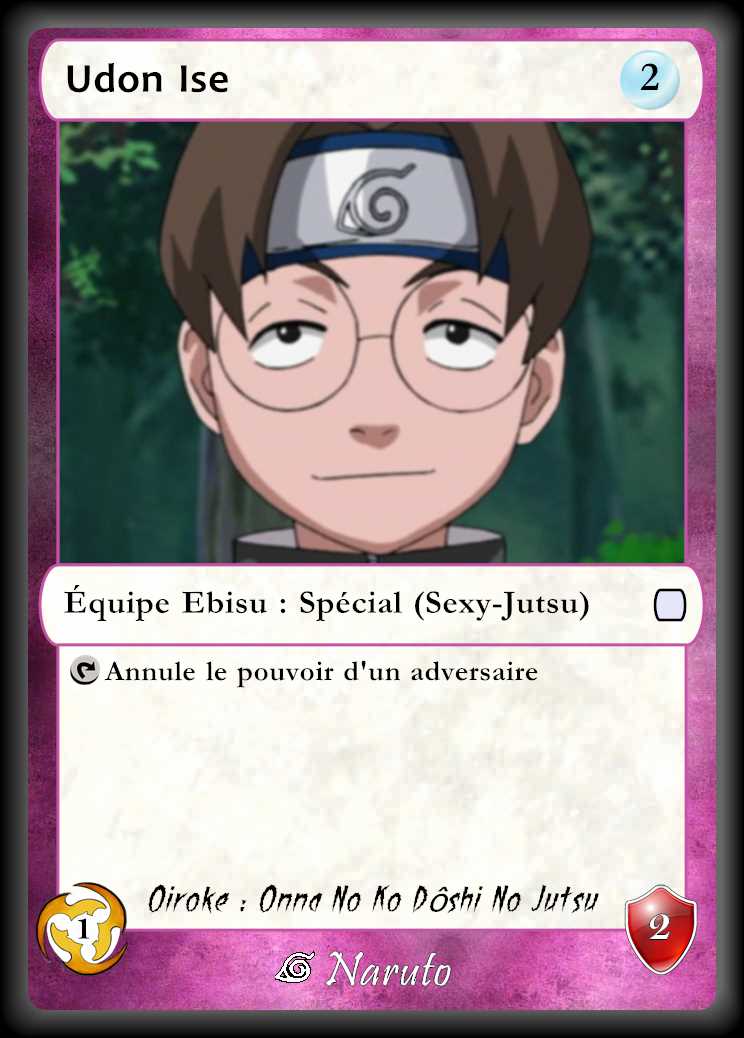 Udon Ise
2
Équipe Ebisu : Spécial (Sexy-Jutsu)
Annule le pouvoir d'un adversaire
Oiroke : Onna No Ko Dôshi No Jutsu
1
2
Naruto